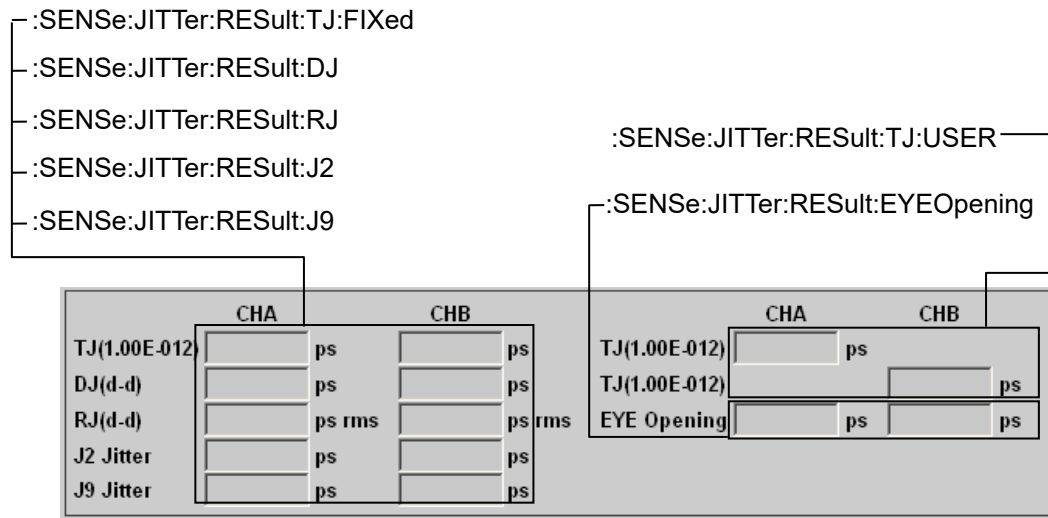 :SENSe:JITTer:RESult:TJ:FIXed
:SENSe:JITTer:RESult:DJ
:SENSe:JITTer:RESult:RJ
:SENSe:JITTer:RESult:TJ:USER
:SENSe:JITTer:RESult:J2
:SENSe:JITTer:RESult:EYEOpening
:SENSe:JITTer:RESult:J9
CHA CHB CHA CHB
TJ(1.00E-012) ps ps TJ(1.00E-012) ps
DJ(d-d) ps ps TJ(1.00E-012) ps
RJ(d-d) ps rms ps rms EYE Opening ps ps
J2 Jitter ps ps
J9 Jitter ps ps